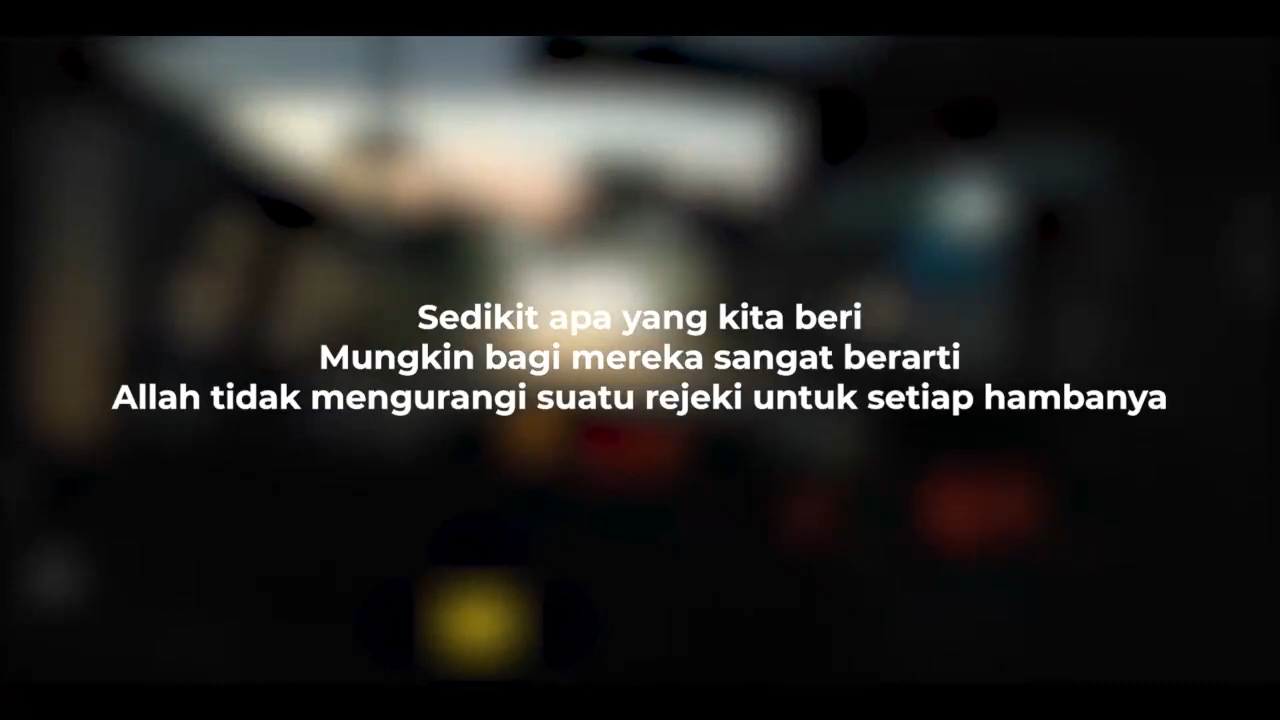 Sedikit apa yang kita beri
Mungkin bagi mereka sangat berarti
Allah tidak mengurangi suatu rejeki untuk setiap hambanya